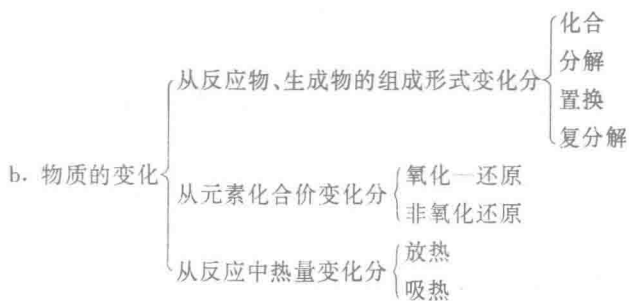 化合
分解
从反应物、生成物的组成形式变化分
置换
复分解
b. 物质的变化
氧化—还原
从元素化合价变化分
非氧化还原
放热
从反应中热量变化分
吸热